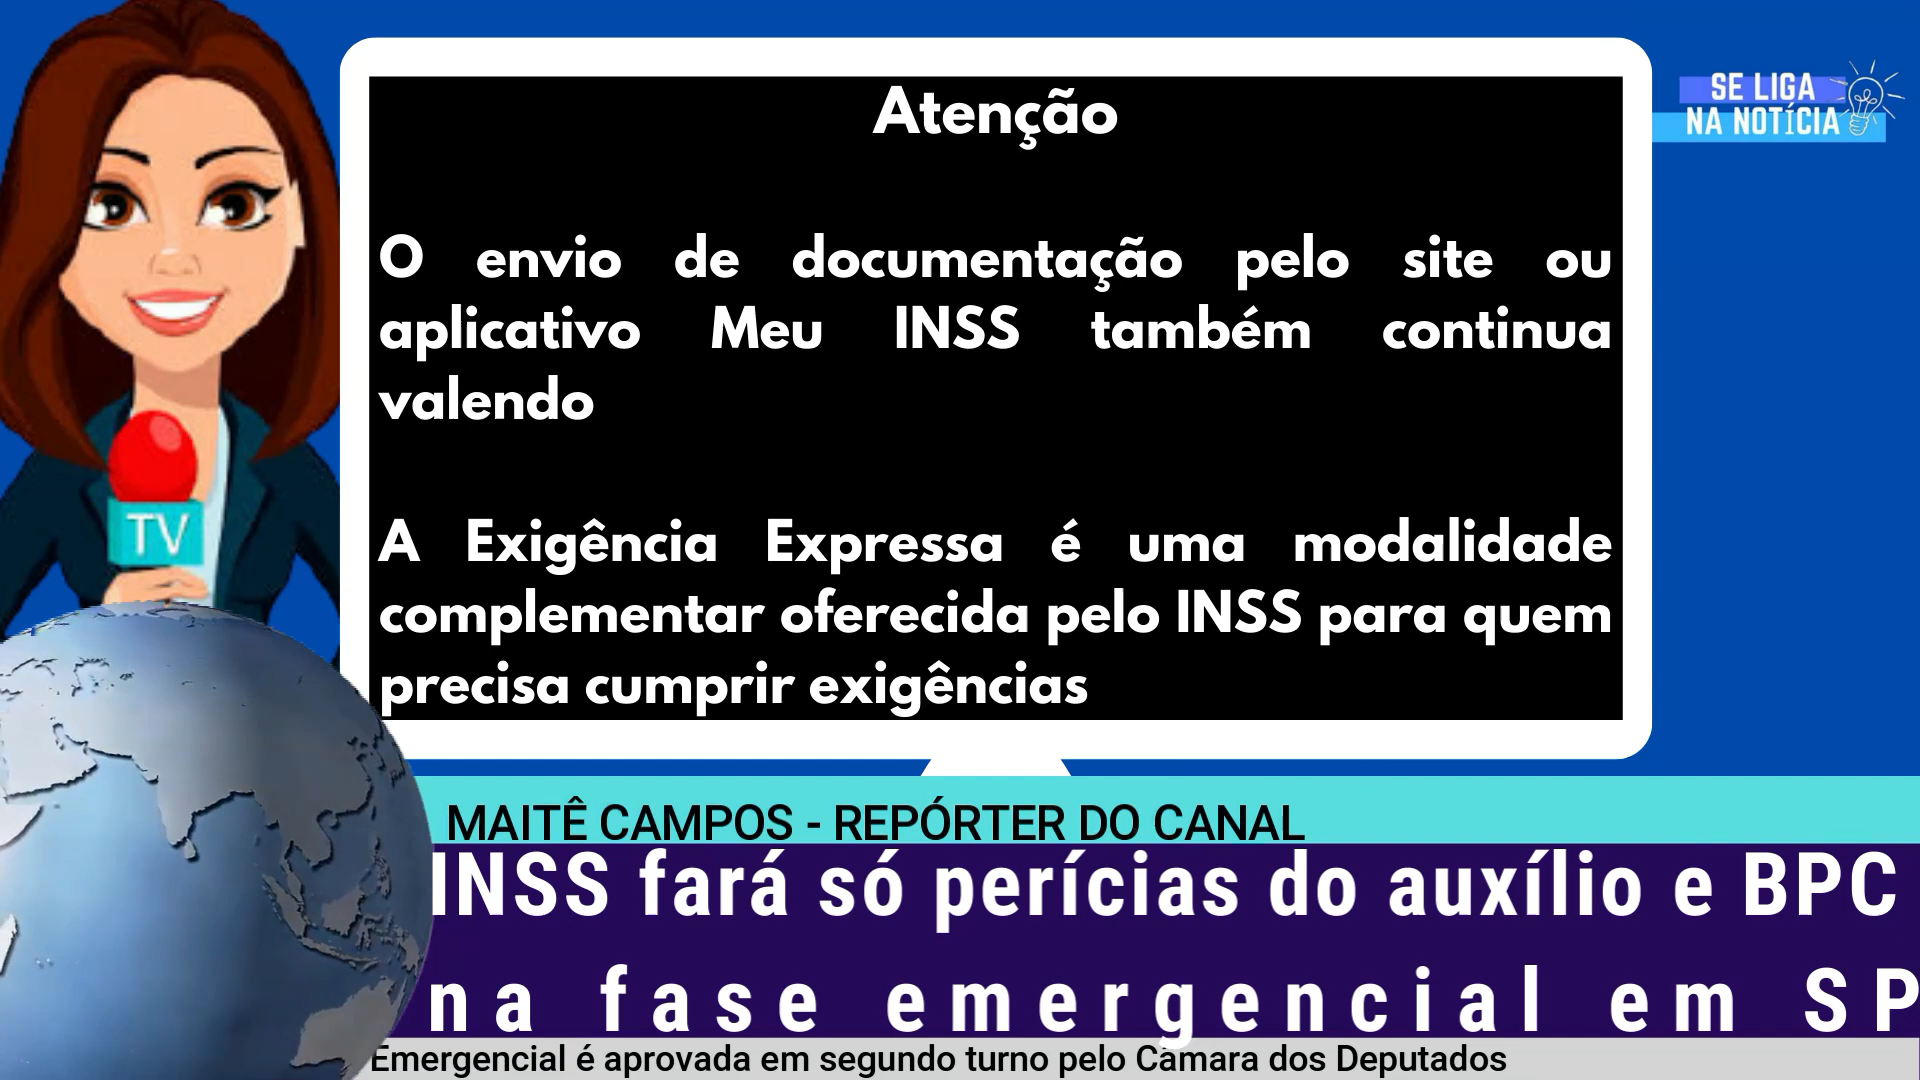 Atenção
O envio de documentação pelo site ou
aplicativo Meu INSS também continua
valendo
A Exigência Expressa é uma modalidade
complementar oferecida pelo INSS para quem
precisa cumprir exigências
SE LIGA
NA NOTÍCIA
TV
MAITÊ CAMPOS - REPÓRTER DO CANAL
INSS fará só perícias do auxílio e BPC
na fase emergencial em SP
Emergencial é aprovada em segundo turno pelo Câmara dos Deputados